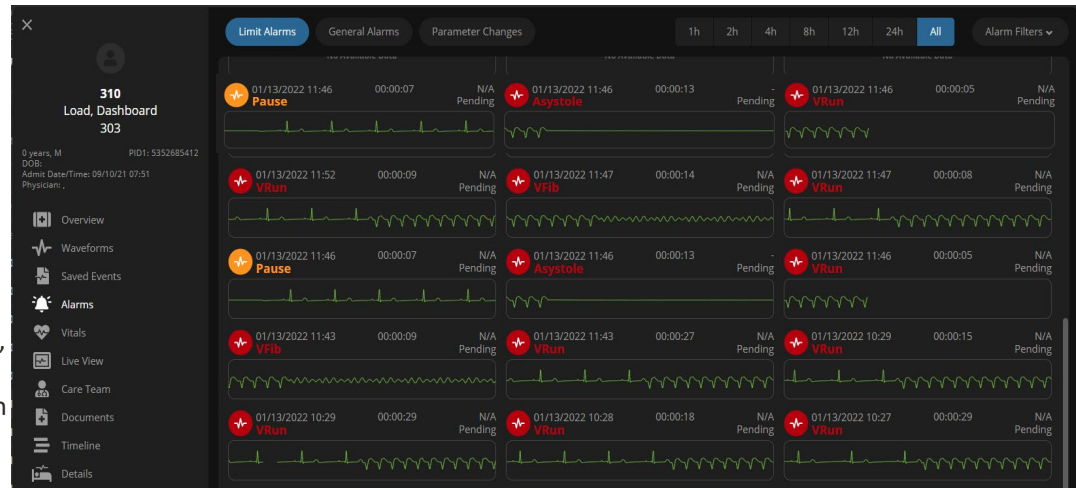 Limit Alarms General Alarms Parameter Changes 1h 2h 4h 8h 12h 24h All Alarm Filters
310
Load, Dashboard
303
0 years, M PID1: 5352685412
DOB:
Admit Date/Time: 09/10/21 07:51
Physician: ,
Overview
Waveforms
Saved Events
Alarms
Vitals
Live View
Care Team
Documents
Timeline
Details
No Available Data No Available Data
01/13/2022 11:46 00:00:07 N/A
Pause Pending
01/13/2022 11:46 00:00:13 -
Asystole Pending
01/13/2022 11:46 00:00:05 N/A
VRun Pending
01/13/2022 11:52 00:00:09 N/A
VRun Pending
01/13/2022 11:47 00:00:14 N/A
VFib Pending
01/13/2022 11:47 00:00:08 N/A
VRun Pending
01/13/2022 11:46 00:00:07 N/A
Pause Pending
01/13/2022 11:46 00:00:13 -
Asystole Pending
01/13/2022 11:46 00:00:05 N/A
VRun Pending
01/13/2022 11:43 00:00:09 N/A
VFib Pending
01/13/2022 11:43 00:00:27 N/A
VRun Pending
01/13/2022 10:29 00:00:15 N/A
VRun Pending
01/13/2022 10:29 00:00:29 N/A
VRun Pending
01/13/2022 10:28 00:00:18 N/A
VRun Pending
01/13/2022 10:27 00:00:29 N/A
VRun Pending